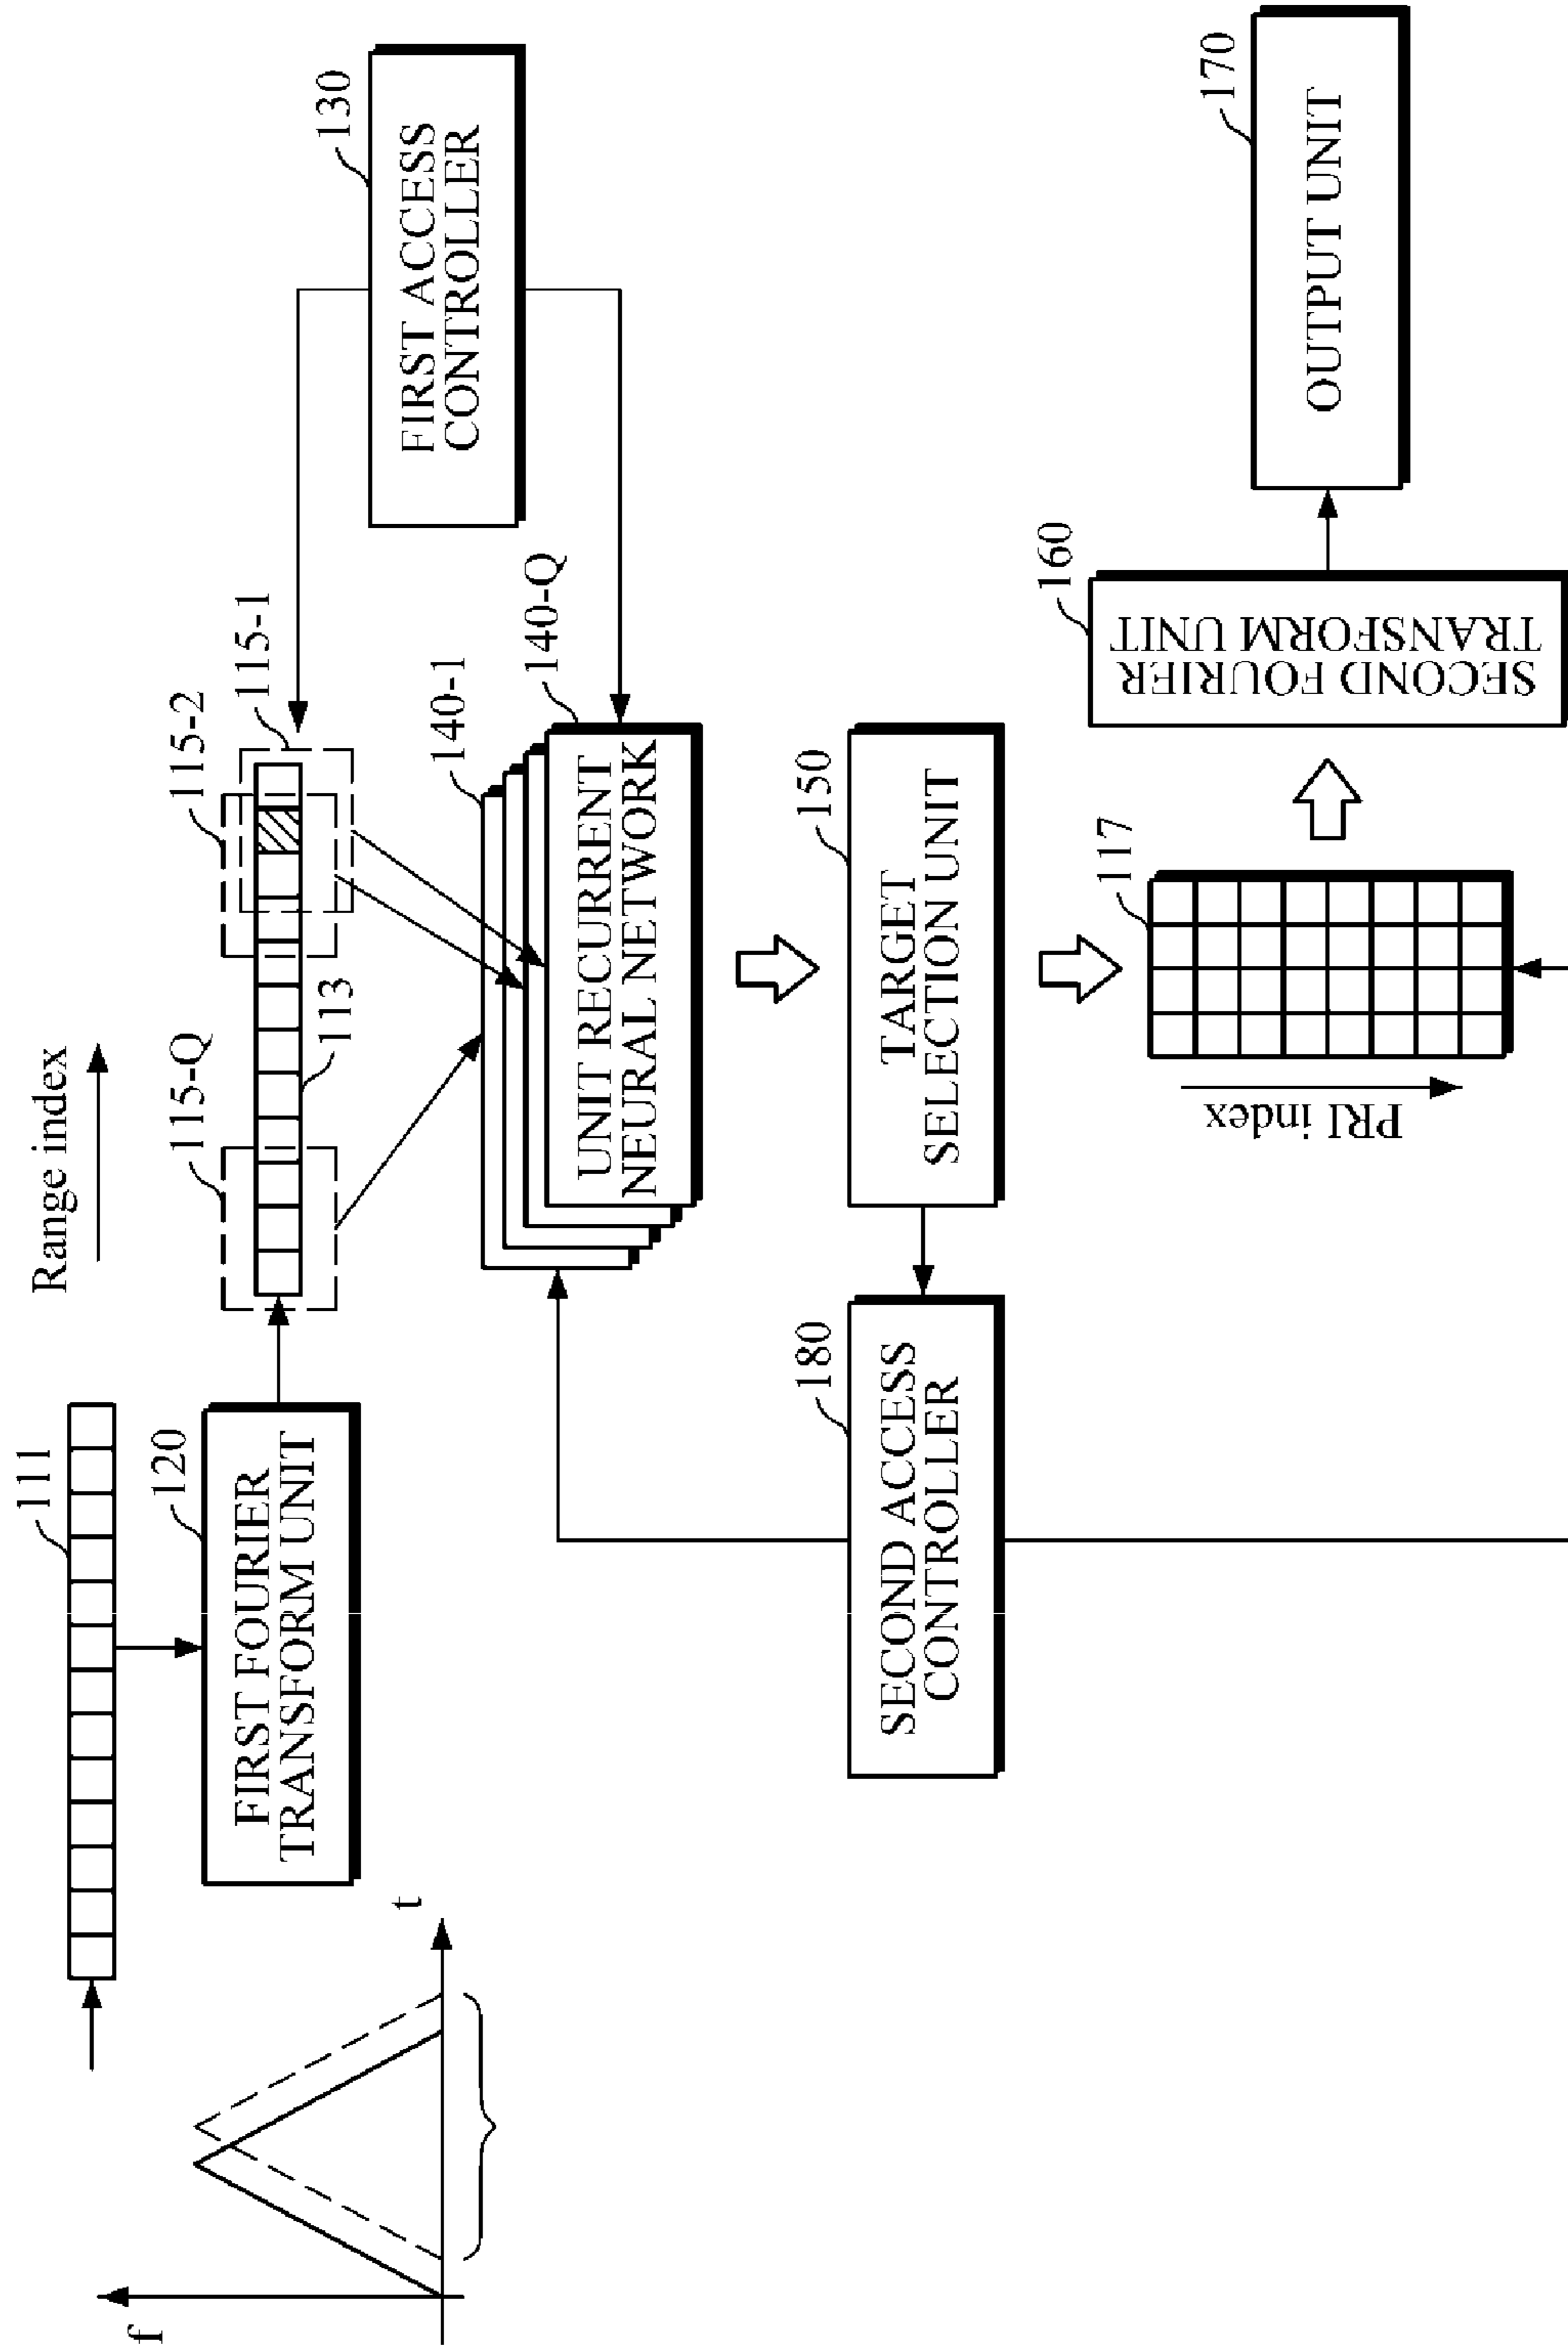 f
t
111
120
FIRST FOURIER
TRANSFORM UNIT
Range index
115-Q
113
115-2
115-1
130
FIRST ACCESS
CONTROLLER
140-1
140-Q
UNIT RECURRENT
NEURAL NETWORK
180
SECOND ACCESS
CONTROLLER
150
TARGET
SELECTION UNIT
PRI index
117
160
SECOND FOURIER
TRANSFORM UNIT
170
OUTPUT UNIT